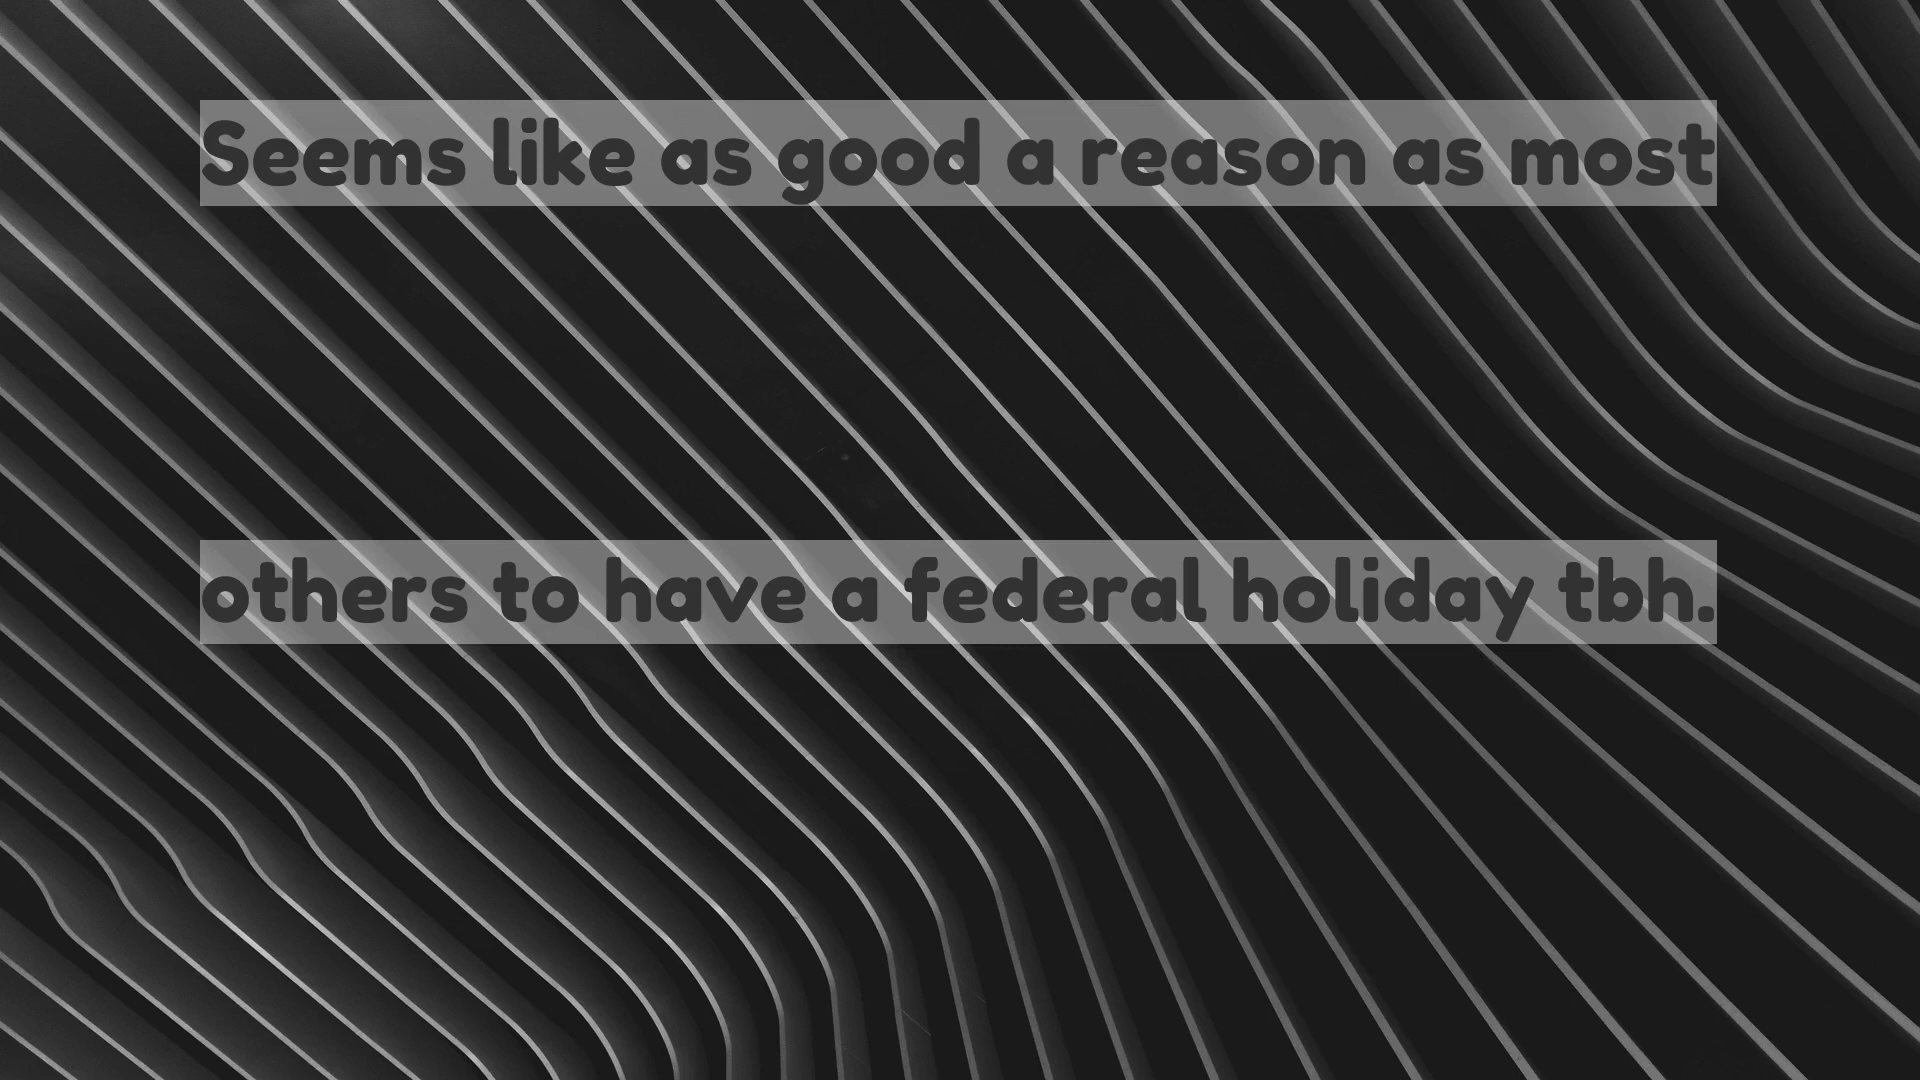 Seems like as good a reason as most
others to have a federal holiday tbh.